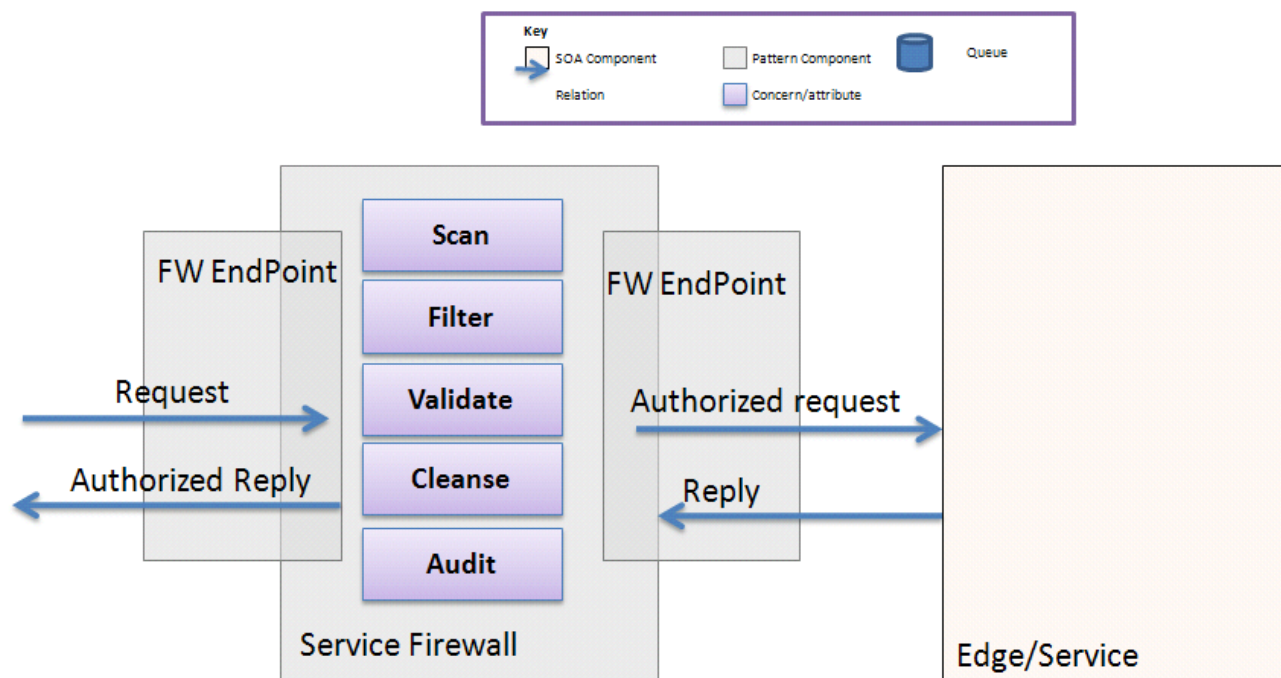 Key
SOA Component
Pattern Component
Queue
Relation
Concern/attribute
Scan
FW EndPoint
FW EndPoint
Filter
Request
Validate
Authorized request
Authorized Reply
Cleanse
Reply
Audit
Service Firewall
Edge/Service